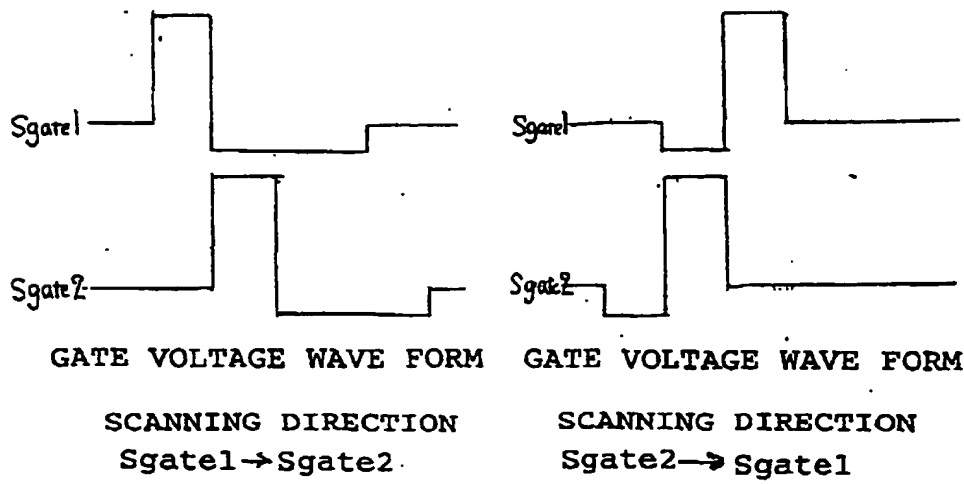 Sgate1
Sgate2
GATE VOLTAGE WAVE FORM
SCANNING DIRECTION
Sgate1→Sgate2
Sgate1
Sgate2
GATE VOLTAGE WAVE FORM
SCANNING DIRECTION
Sgate2→Sgate1